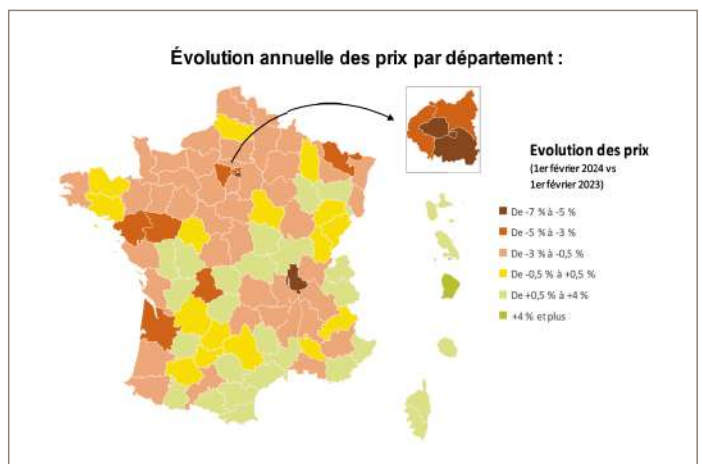 Évolution annuelle des prix par département :
Evolution des prix
(1er février 2024 vs
1er février 2023)
De -7 % à -5 %
De -5 % à -3 %
De -3 % à -0,5 %
De -0,5 % à +0,5 %
De +0,5 % à +4 %
+4 % et plus